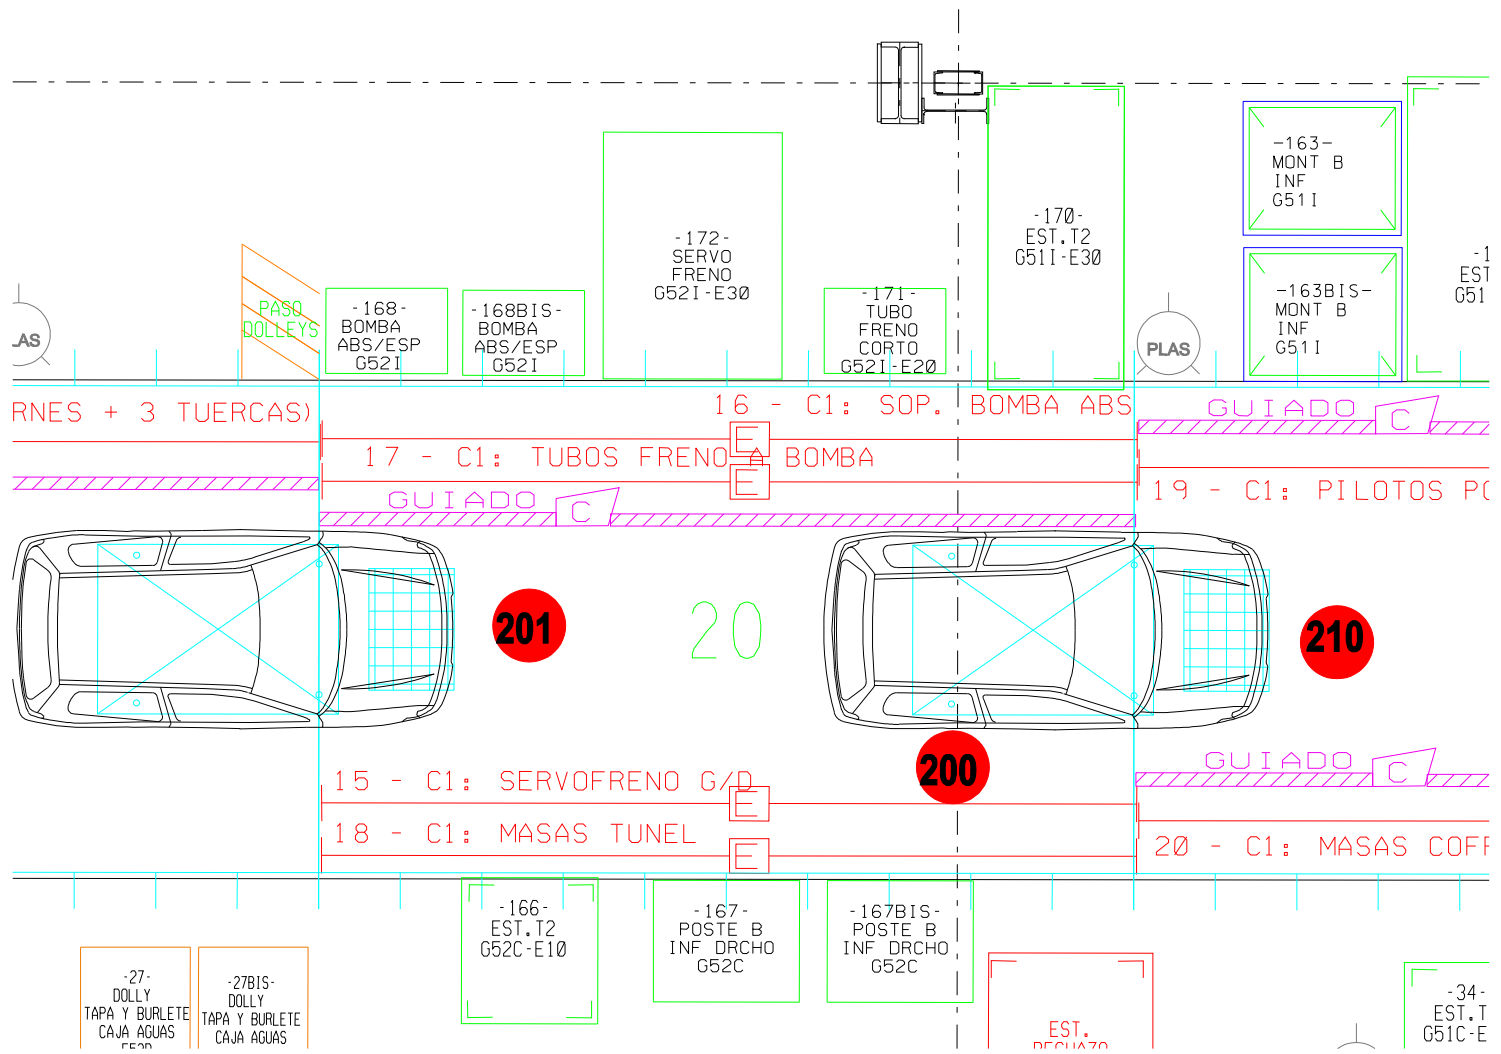 -163-
MONT B
INF
G51I
-170-
EST.T2
G51I-E30
-172-
SERVO
FRENO
G52I-E30
-171-
TUBO
FRENO
CORTO
G52I-E20
-163BIS-
MONT B
INF
G51I
EST
G51
PASO
DOLLEYS
-168-
BOMBA
ABS/ESP
G52I
-168BIS-
BOMBA
ABS/ESP
G52I
PLAS
RNES + 3 TUERCAS)
16 - C1: SOP. BOMBA ABS
GUIADO C
E
17 - C1: TUBOS FRENO A BOMBA
E
GUIADO C
19 - C1: PILOTOS PO
201
20
210
200
GUIADO C
15 - C1: SERVOFRENO G/D
E
18 - C1: MASAS TUNEL
E
20 - C1: MASAS COFR
-166-
EST.T2
G52C-E10
-167-
POSTE B
INF DRCHO
G52C
-167BIS-
POSTE B
INF DRCHO
G52C
-27-
DOLLY
TAPA Y BURLETE
CAJA AGUAS
-27BIS-
DOLLY
TAPA Y BURLETE
CAJA AGUAS
EST.
RECHAZO
-34-
EST.T
G51C-E